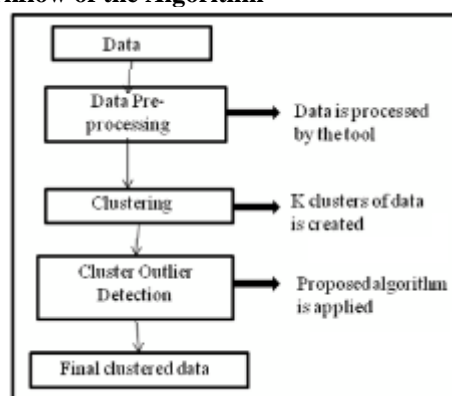 of the Algorithm
Data
Data Pre-
processing
Data is processed
by the tool
Clustering
K clusters of data
is created
Cluster Outlier
Detection
Proposed algorithm
is applied
Final clustered data